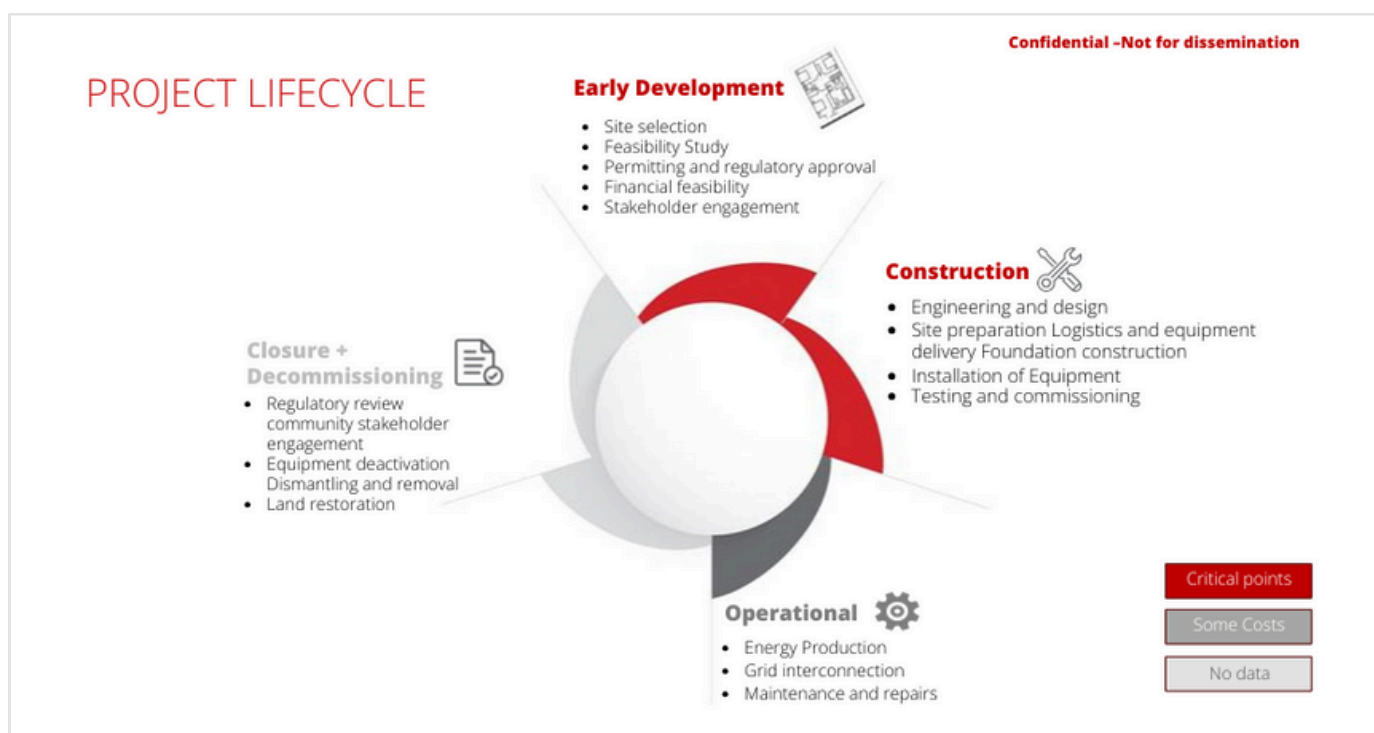 Confidential –Not for dissemination
PROJECT LIFECYCLE
Early Development
• Site selection
• Feasibility Study
• Permitting and regulatory approval
• Financial feasibility
• Stakeholder engagement
Construction
• Engineering and design
• Site preparation Logistics and equipment
delivery Foundation construction
• Installation of Equipment
• Testing and commissioning
Closure +
Decommissioning
• Regulatory review
community stakeholder
engagement
• Equipment deactivation
Dismantling and removal
• Land restoration
Operational
• Energy Production
• Grid interconnection
• Maintenance and repairs
Critical points
Some Costs
No data